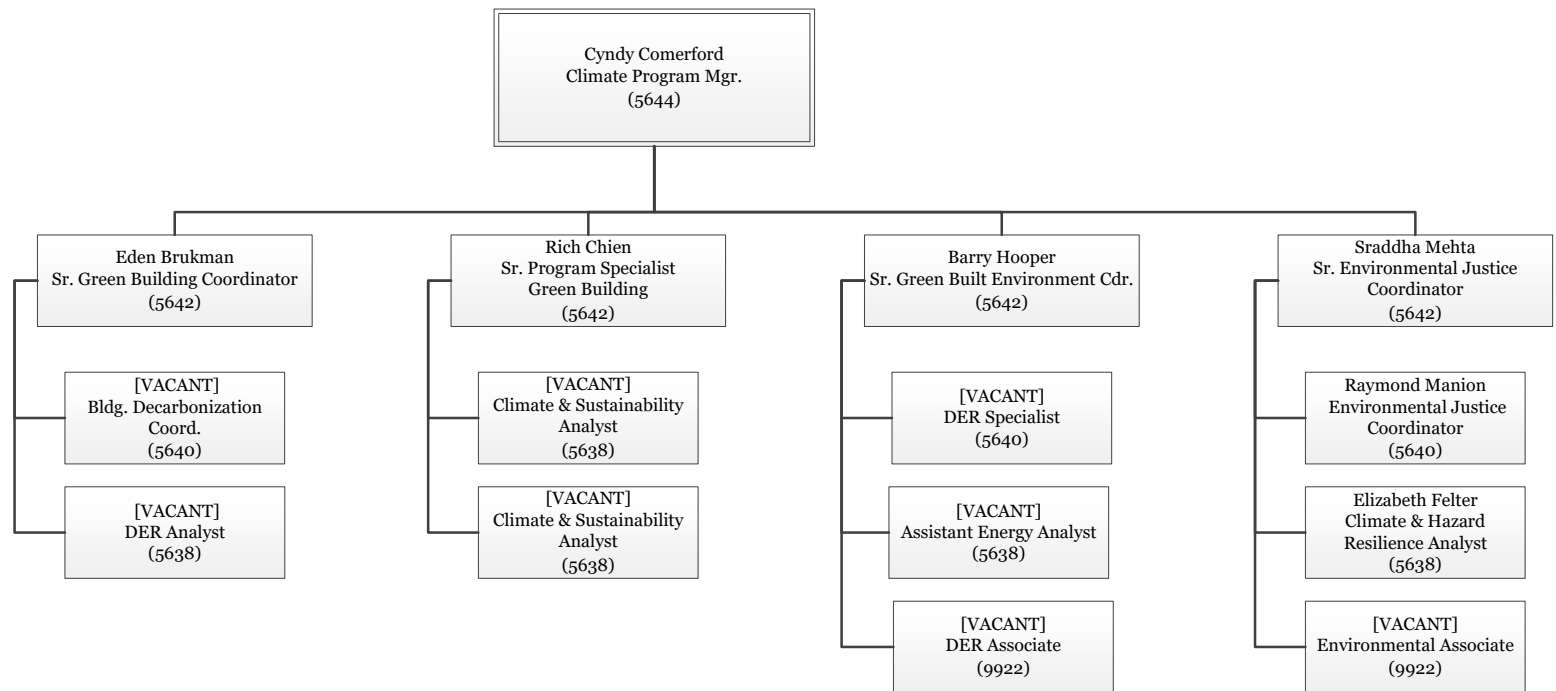 Cyndy Comerford
Climate Program Mgr.
(5644)
Eden Brukman
Sr. Green Building Coordinator
(5642)
[VACANT]
Bldg. Decarbonization
Coord.
(5640)
[VACANT]
DER Analyst
(5638)
Rich Chien
Sr. Program Specialist
Green Building
(5642)
[VACANT]
Climate & Sustainability
Analyst
(5638)
[VACANT]
Climate & Sustainability
Analyst
(5638)
Barry Hooper
Sr. Green Built Environment Cdr.
(5642)
[VACANT]
DER Specialist
(5640)
[VACANT]
Assistant Energy Analyst
(5638)
[VACANT]
DER Associate
(9922)
Sraddha Mehta
Sr. Environmental Justice
Coordinator
(5642)
Raymond Manion
Environmental Justice
Coordinator
(5640)
Elizabeth Felter
Climate & Hazard
Resilience Analyst
(5638)
[VACANT]
Environmental Associate
(9922)